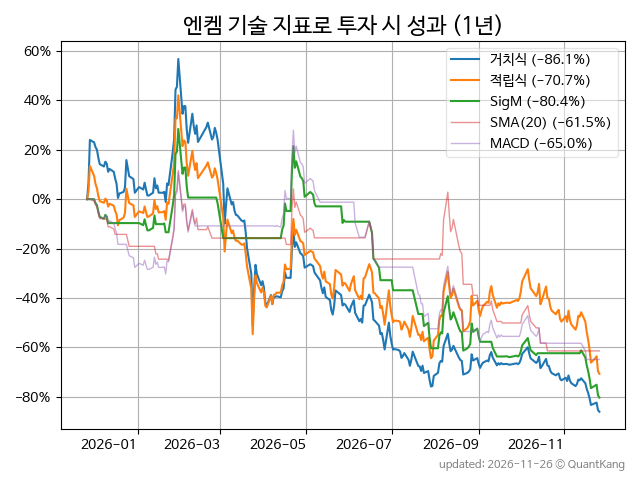 엔켐 기술 지표로 투자 시 성과 (1년)
60%
40%
20%
0%
−20%
−40%
−60%
−80%
거치식 (−86.1%)
적립식 (−70.7%)
SigM (−80.4%)
SMA(20) (−61.5%)
MACD (−65.0%)
2026-01
2026-03
2026-05
2026-07
2026-09
2026-11
updated: 2026-11-26 © QuantKang